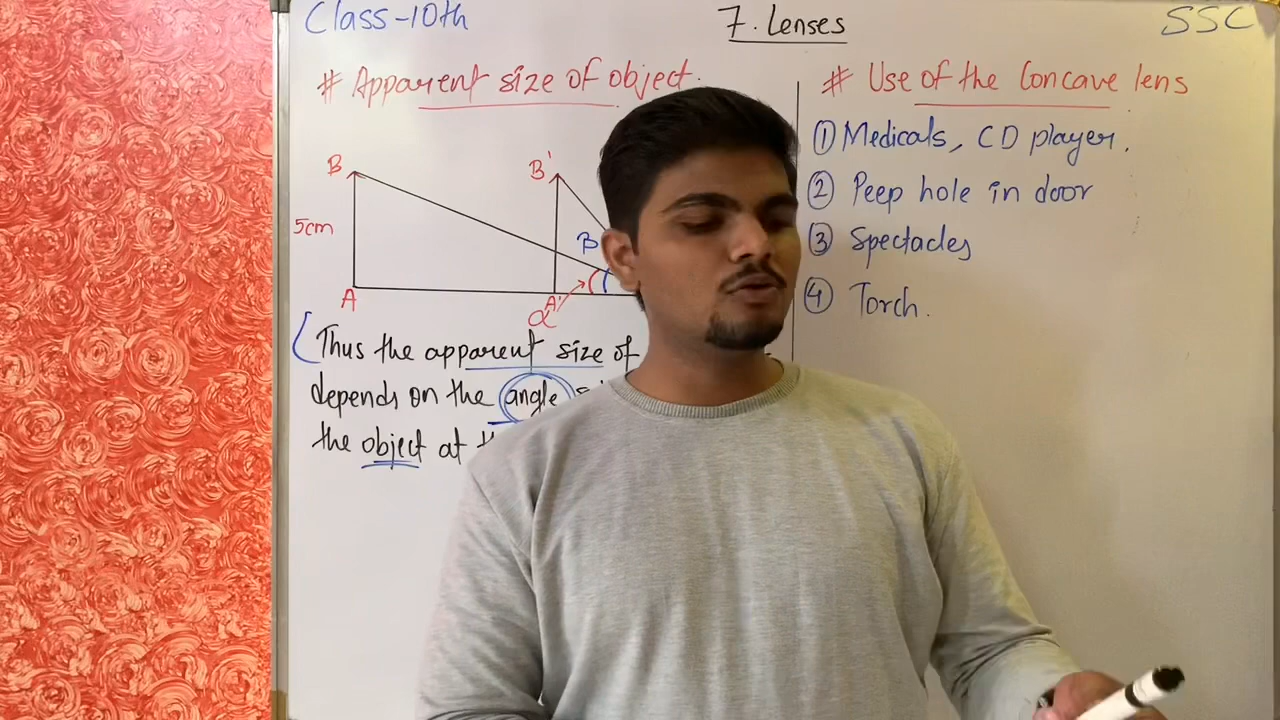 Class-10th
7. Lenses
SSC
# Apparent size of object.
B
B'
5cm
B
A
A'
α
Thus the apparent size of
depends on the angle
the object at
# Use of the Concave lens
① Medicals, CD player.
② Peep hole in door
③ Spectacles
④ Torch.